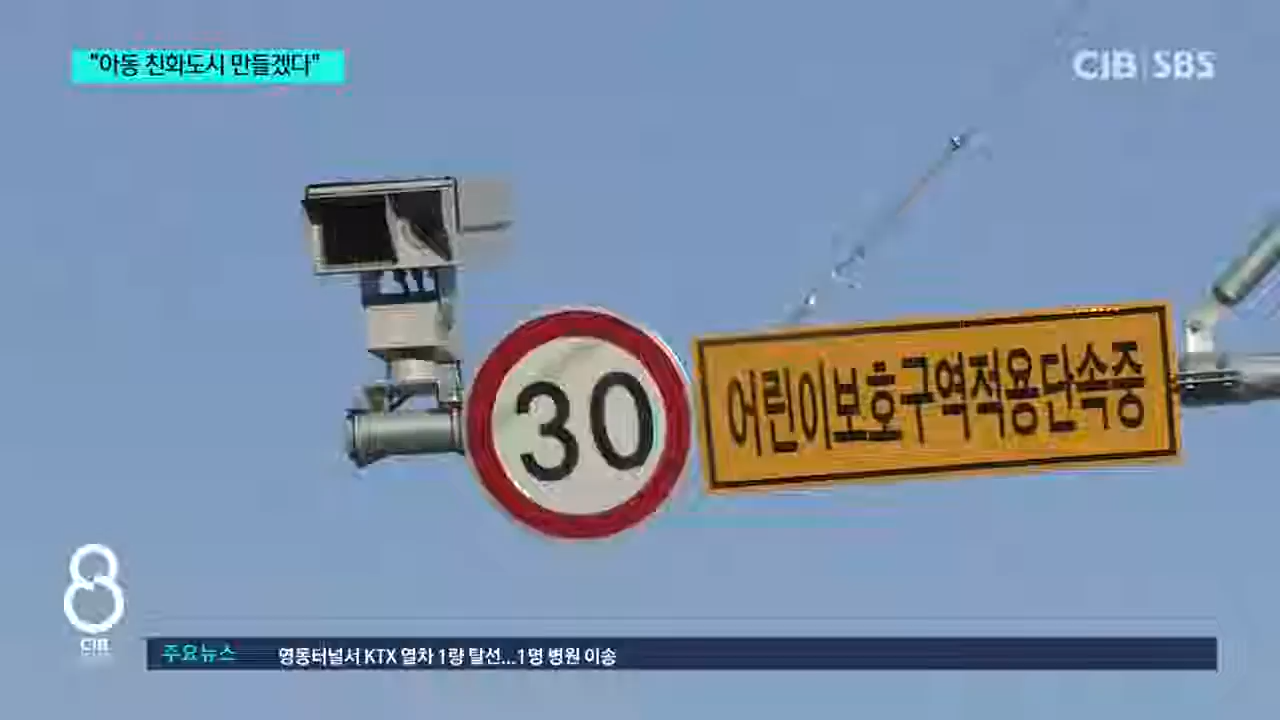 "아동 친화도시 만들겠다"
CJB SBS
30
어린이보호구역적용단속중
8
CJB
주요뉴스 영동터널서 KTX 열차 1량 탈선...1명 병원 이송